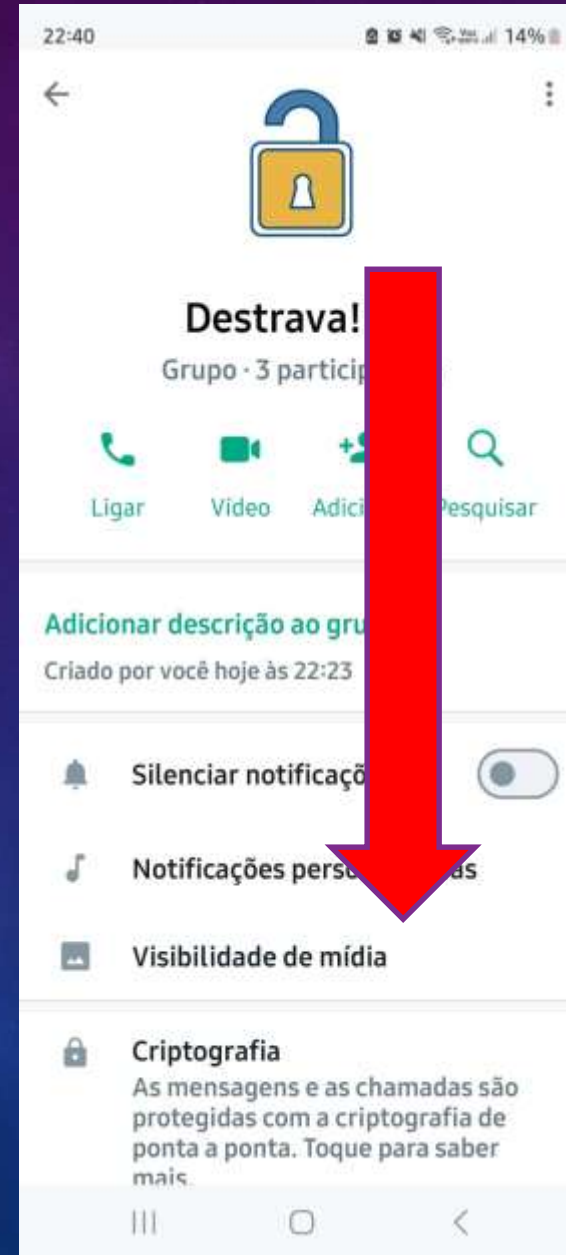 22:40
14%
Destrava!
Grupo · 3 particip
Ligar Vídeo Adici Pesquisar
Adicionar descrição ao gru
Criado por você hoje às 22:23
Silenciar notificaçõ
Notificações perso as
Visibilidade de mídia
Criptografia
As mensagens e as chamadas são
protegidas com a criptografia de
ponta a ponta. Toque para saber
mais.